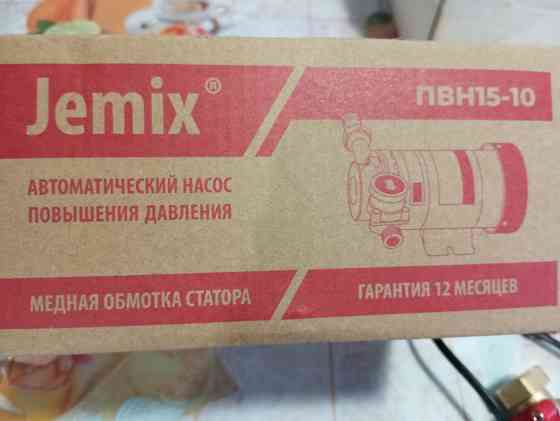 Jemix®
ПВН15-10
АВТОМАТИЧЕСКИЙ НАСОС
ПОВЫШЕНИЯ ДАВЛЕНИЯ
МЕДНАЯ ОБМОТКА СТАТОРА
ГАРАНТИЯ 12 МЕСЯЦЕВ